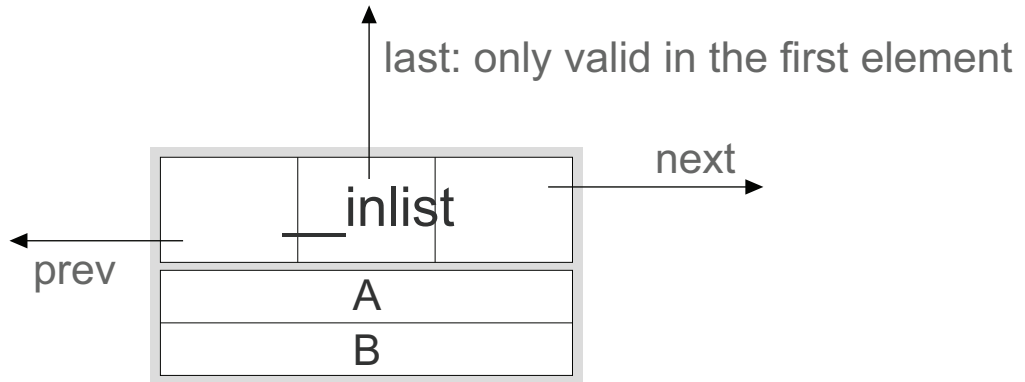 last: only valid in the first element
next
__inlist
prev
A
B